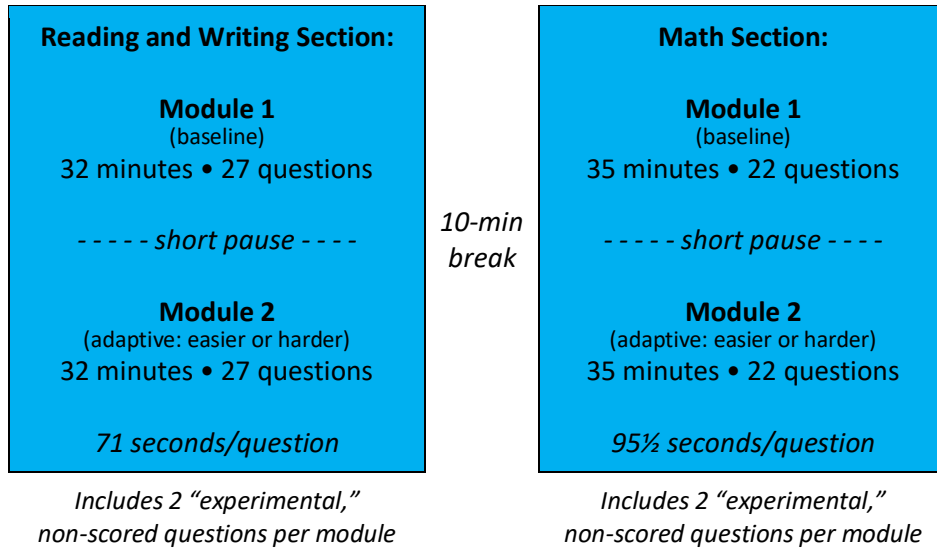 Reading and Writing Section:
Module 1
(baseline)
32 minutes • 27 questions
- - - - - short pause - - - -
Module 2
(adaptive: easier or harder)
32 minutes • 27 questions
71 seconds/question
Includes 2 “experimental,”
non-scored questions per module
10-min
break
Math Section:
Module 1
(baseline)
35 minutes • 22 questions
- - - - - short pause - - - -
Module 2
(adaptive: easier or harder)
35 minutes • 22 questions
95½ seconds/question
Includes 2 “experimental,”
non-scored questions per module